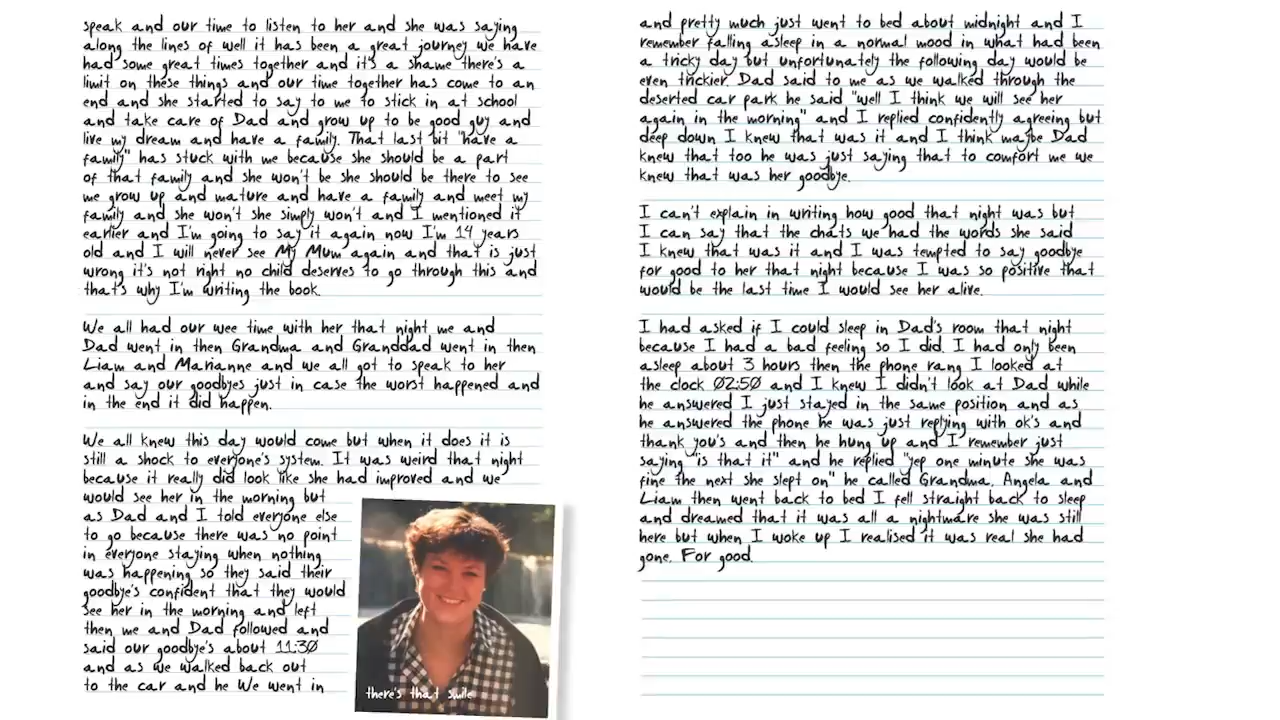 speak and our time to listen to her and she was saying
along the lines of well it has been a great journey we have
had some great times together and it's a shame there's a
limit on these things and our time together has come to an
end and she started to say to me to stick in at school
and take care of Dad and grow up to be good guy and
live my dream and have a family. That last bit "have a
family" has stuck with me because she should be a part
of that family and she won't be she should be there to see
me grow up and mature and have a family and meet my
family and she won't she simply won't and I mentioned it
earlier and I'm going to say it again now I'm 14 years
old and I will never see My Mum again and that is just
wrong it's not right no child deserves to go through this and
that's why I'm writing the book.
We all had our wee time with her that night me and
Dad went in then Grandma and Granddad went in then
Liam and Marianne and we all got to speak to her
and say our goodbyes just in case the worst happened and
in the end it did happen.
We all knew this day would come but when it does it is
still a shock to everyone's system. It was weird that night
because it really did look like she had improved and we
would see her in the morning but
as Dad and I told everyone else
to go because there was no point
in everyone staying when nothing
was happening so they said their
goodbye's confident that they would
see her in the morning and left
then me and Dad followed and
said our goodbye's about 11:30
and as we walked back out
to the car and he We went in
there's that smile
and pretty much just went to bed about midnight and I
remember falling asleep in a normal mood in what had been
a tricky day but unfortunately the following day would be
even trickier. Dad said to me as we walked through the
deserted car park he said "well I think we will see her
again in the morning" and I replied confidently agreeing but
deep down I knew that was it and I think maybe Dad
knew that too he was just saying that to comfort me we
knew that was her goodbye.
I can't explain in writing how good that night was but
I can say that the chats we had the words she said
I knew that was it and I was tempted to say goodbye
for good to her that night because I was so positive that
would be the last time I would see her alive.
I had asked if I could sleep in Dad's room that night
because I had a bad feeling so I did. I had only been
asleep about 3 hours then the phone rang I looked at
the clock 02:50 and I knew I didn't look at Dad while
he answered I just stayed in the same position and as
he answered the phone he was just replying with ok's and
thank you's and then he hung up and I remember just
saying "is that it" and he replied "yep one minute she was
fine the next she slept on" he called Grandma, Angela and
Liam then went back to bed I fell straight back to sleep
and dreamed that it was all a nightmare she was still
here but when I woke up I realised it was real she had
gone. For good.